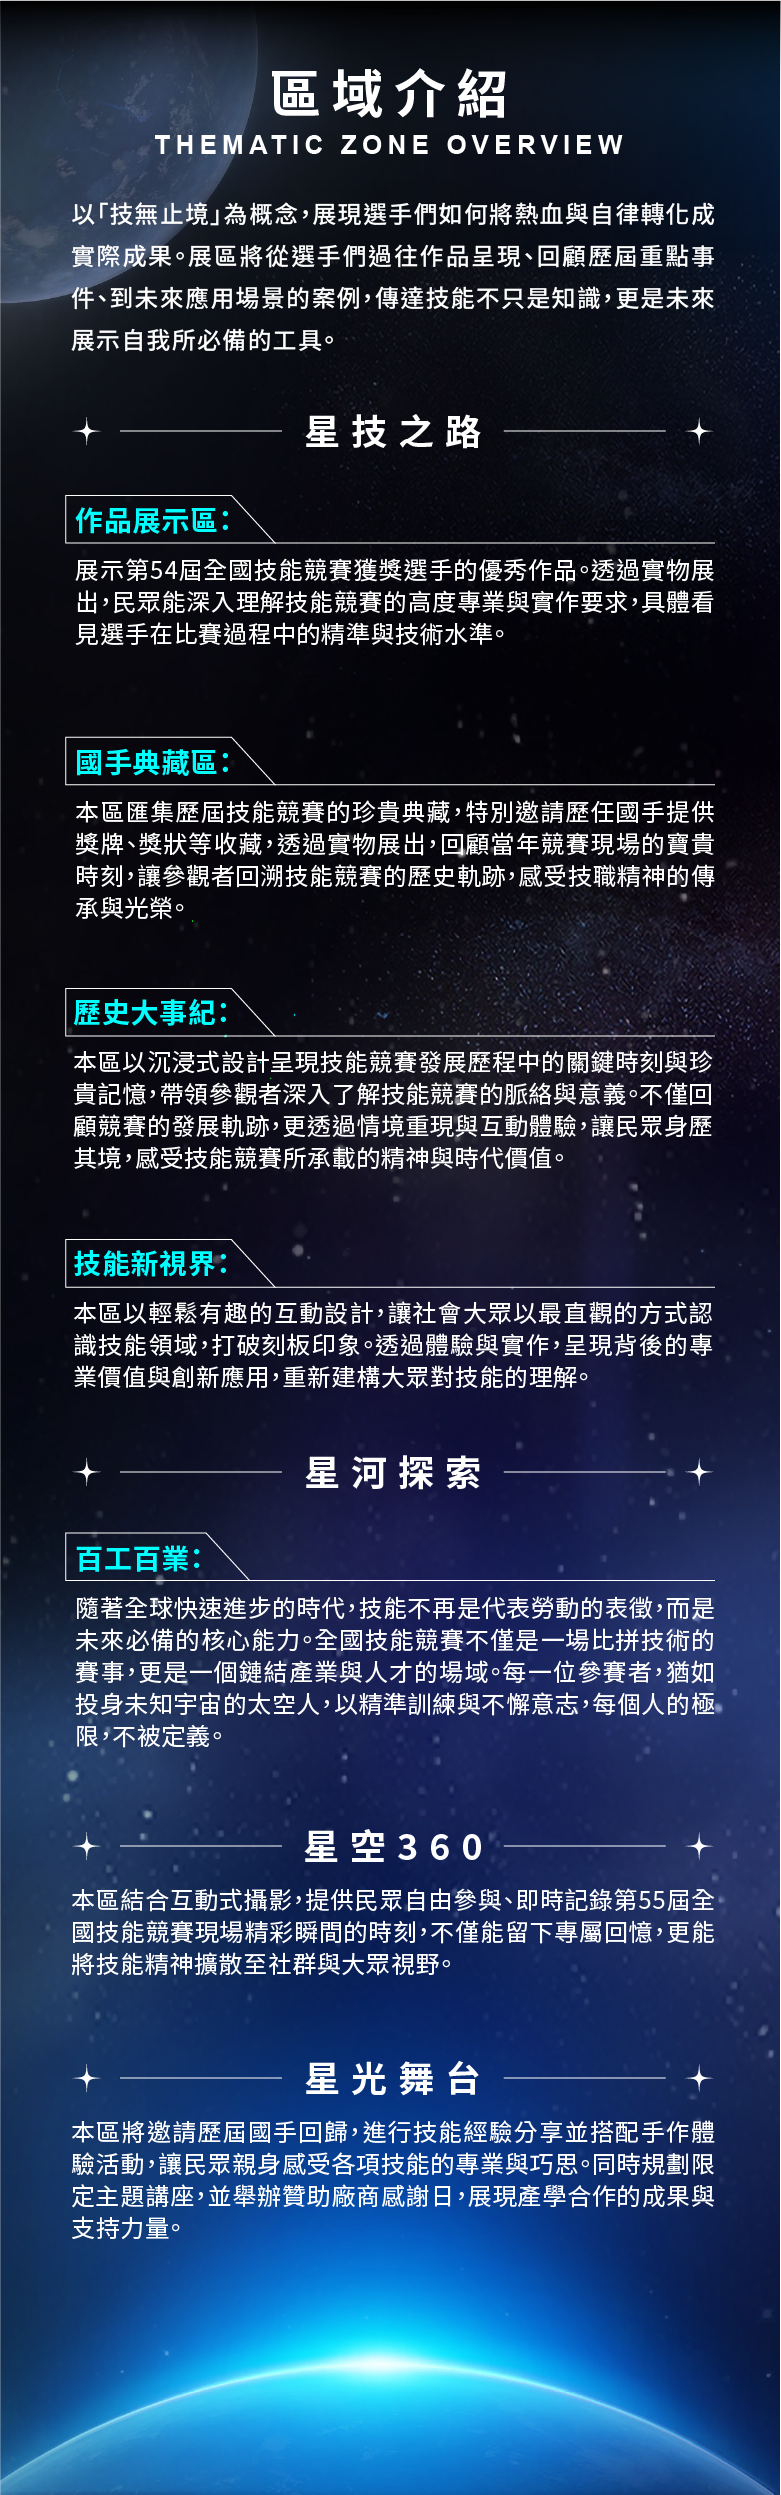 區域介紹
THEMATIC ZONE OVERVIEW
以「技無止境」為概念，展現選手們如何將熱血與自律轉化成
實際成果。展區將從選手們過往作品呈現、回顧歷屆重點事
件、到未來應用場景的案例，傳達技能不只是知識，更是未來
展示自我所必備的工具。
星技之路
作品展示區：
展示第54屆全國技能競賽獲獎選手的優秀作品。透過實物展
出，民眾能深入理解技能競賽的高度專業與實作要求，具體看
見選手在比賽過程中的精準與技術水準。
國手典藏區：
本區匯集歷屆技能競賽的珍貴典藏，特別邀請歷任國手提供
獎牌、獎狀等收藏，透過實物展出，回顧當年競賽現場的寶貴
時刻，讓參觀者回溯技能競賽的歷史軌跡，感受技職精神的傳
承與光榮。
歷史大事紀：
本區以沉浸式設計呈現技能競賽發展歷程中的關鍵時刻與珍
貴記憶，帶領參觀者深入了解技能競賽的脈絡與意義。不僅回
顧競賽的發展軌跡，更透過情境重現與互動體驗，讓民眾身歷
其境，感受技能競賽所承載的精神與時代價值。
技能新視界：
本區以輕鬆有趣的互動設計，讓社會大眾以最直觀的方式認
識技能領域，打破刻板印象。透過體驗與實作，呈現背後的專
業價值與創新應用，重新建構大眾對技能的理解。
星河探索
百工百業：
隨著全球快速進步的時代，技能不再是代表勞動的表徵，而是
未來必備的核心能力。全國技能競賽不僅是一場比拼技術的
賽事，更是一個鏈結產業與人才的場域。每一位參賽者，猶如
投身未知宇宙的太空人，以精準訓練與不懈意志，每個人的極
限，不被定義。
星空360
本區結合互動式攝影，提供民眾自由參與、即時記錄第55屆全
國技能競賽現場精彩瞬間的時刻，不僅能留下專屬回憶，更能
將技能精神擴散至社群與大眾視野。
星光舞台
本區將邀請歷屆國手回歸，進行技能經驗分享並搭配手作體
驗活動，讓民眾親身感受各項技能的專業與巧思。同時規劃限
定主題講座，並舉辦贊助廠商感謝日，展現產學合作的成果與
支持力量。